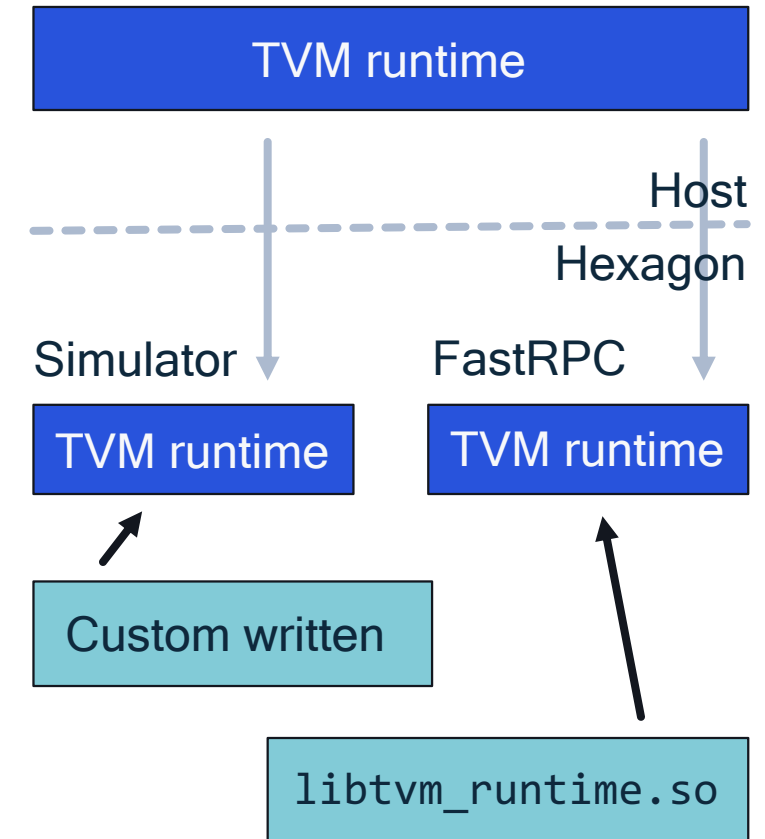 TVM runtime
Host
Hexagon
Simulator
FastRPC
TVM runtime
TVM runtime
Custom written
libtvm_runtime.so